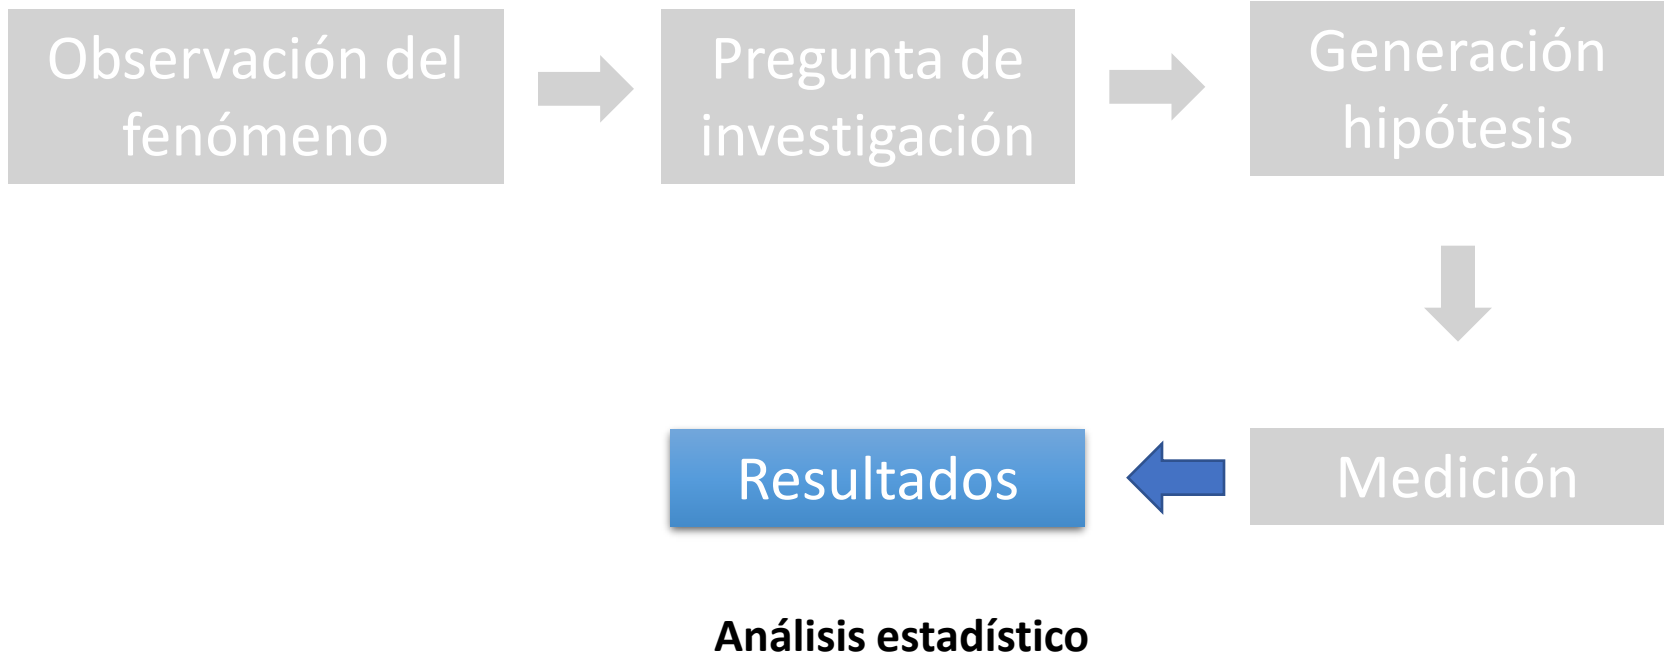 Observación del
fenómeno
Pregunta de
investigación
Generación
hipótesis
Resultados
Medición
Análisis estadístico